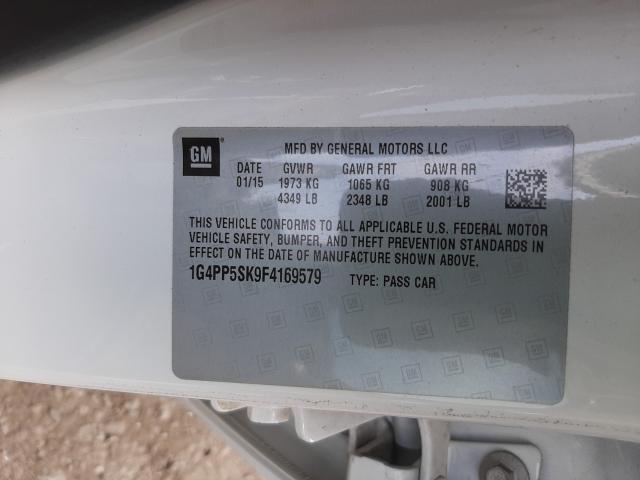 GM
MFD BY GENERAL MOTORS LLC
DATE GVWR GAWR FRT GAWR RR
01/15 1973 KG 1065 KG 908 KG
4349 LB 2348 LB 2001 LB
THIS VEHICLE CONFORMS TO ALL APPLICABLE U.S. FEDERAL MOTOR
VEHICLE SAFETY, BUMPER, AND THEFT PREVENTION STANDARDS IN
EFFECT ON THE DATE OF MANUFACTURE SHOWN ABOVE.
1G4PP5SK9F4169579 TYPE: PASS CAR